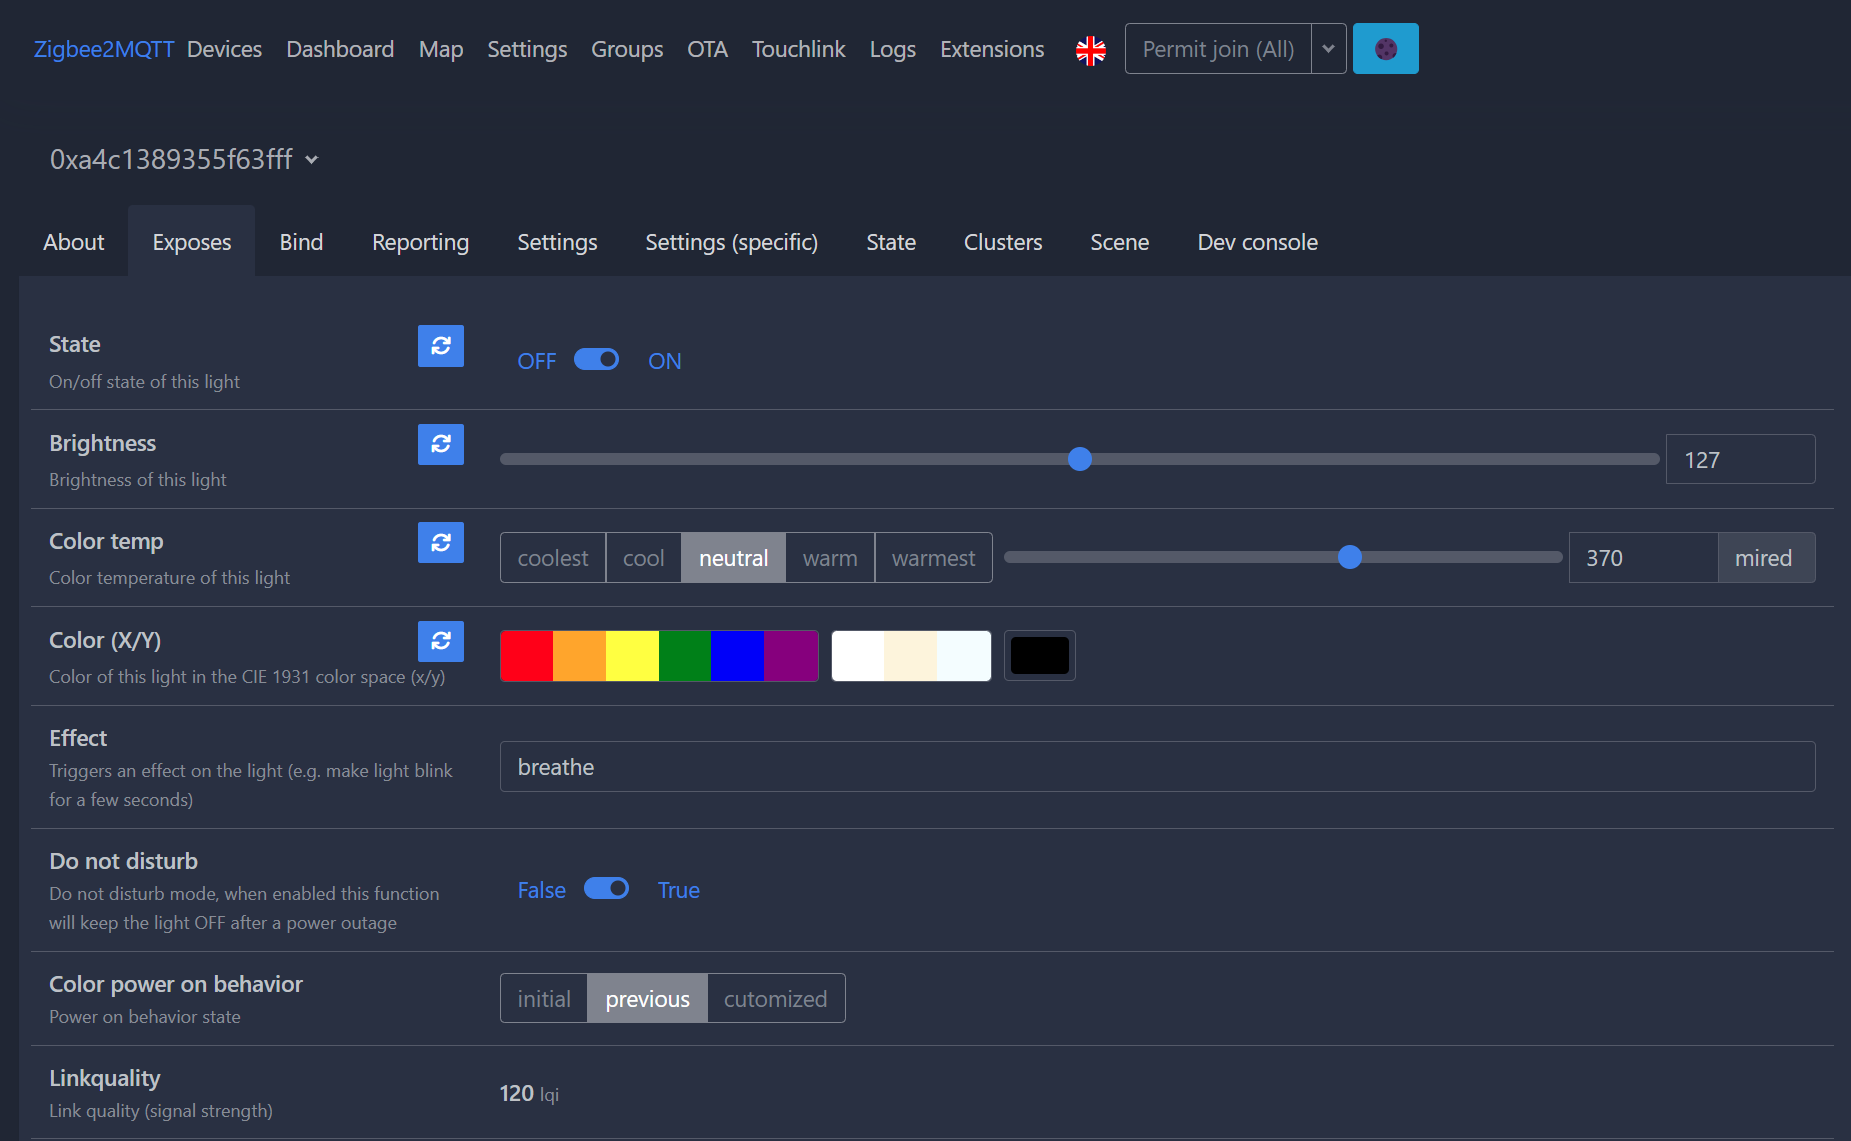 Zigbee2MQTT Devices Dashboard Map Settings Groups OTA Touchlink Logs Extensions Permit join (All)
0xa4c1389355f63fff
About Exposes Bind Reporting Settings Settings (specific) State Clusters Scene Dev console
State
On/off state of this light
OFF ON
Brightness
Brightness of this light
127
Color temp
Color temperature of this light
coolest cool neutral warm warmest 370 mired
Color (X/Y)
Color of this light in the CIE 1931 color space (x/y)
Effect
Triggers an effect on the light (e.g. make light blink
for a few seconds)
breathe
Do not disturb
Do not disturb mode, when enabled this function
will keep the light OFF after a power outage
False True
Color power on behavior
Power on behavior state
initial previous cutomized
Linkquality
Link quality (signal strength)
120 lqi